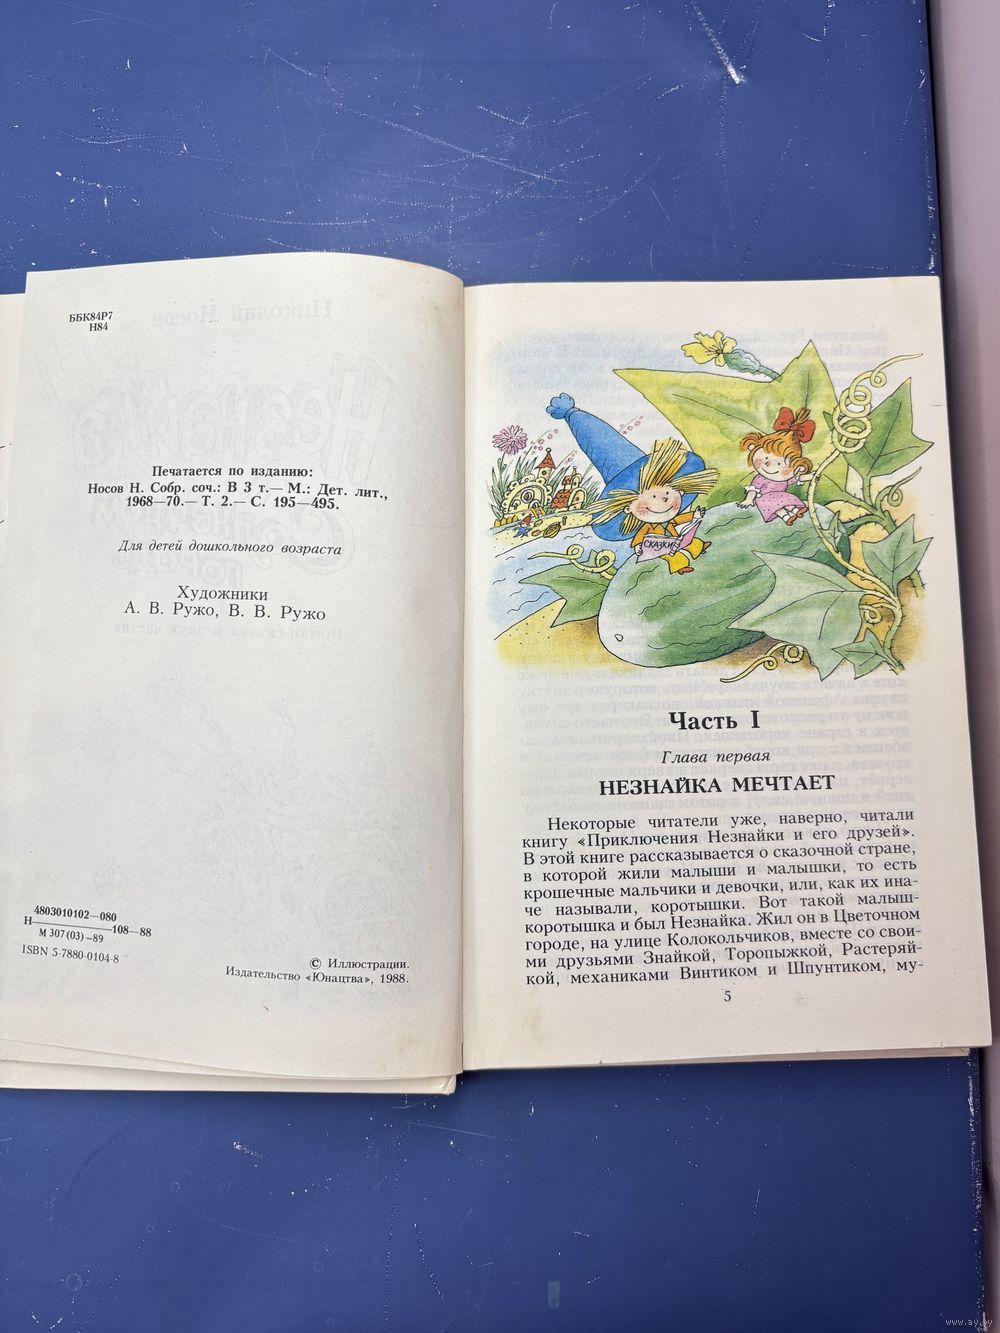 ББК84Р7
Н84
Печатается по изданию:
Носов Н. Собр. соч.: В 3 т.— М.: Дет. лит.,
1968—70.— Т. 2.— С. 195—495.
Для детей дошкольного возраста
Художники
А. В. Ружо, В. В. Ружо
4803010102—080
Н—————108—88
М 307(03)—89
ISBN 5-7880-0104-8
© Иллюстрации.
Издательство «Юнацтва», 1988.
СКАЗКИ
Часть I
Глава первая
НЕЗНАЙКА МЕЧТАЕТ
Некоторые читатели уже, наверно, читали
книгу «Приключения Незнайки и его друзей».
В этой книге рассказывается о сказочной стране,
в которой жили малыши и малышки, то есть
крошечные мальчики и девочки, или, как их ина-
че называли, коротышки. Вот такой малыш-
коротышка и был Незнайка. Жил он в Цветочном
городе, на улице Колокольчиков, вместе со свои-
ми друзьями Знайкой, Торопыжкой, Растеряй-
кой, механиками Винтиком и Шпунтиком, му-
5
www.ay.by